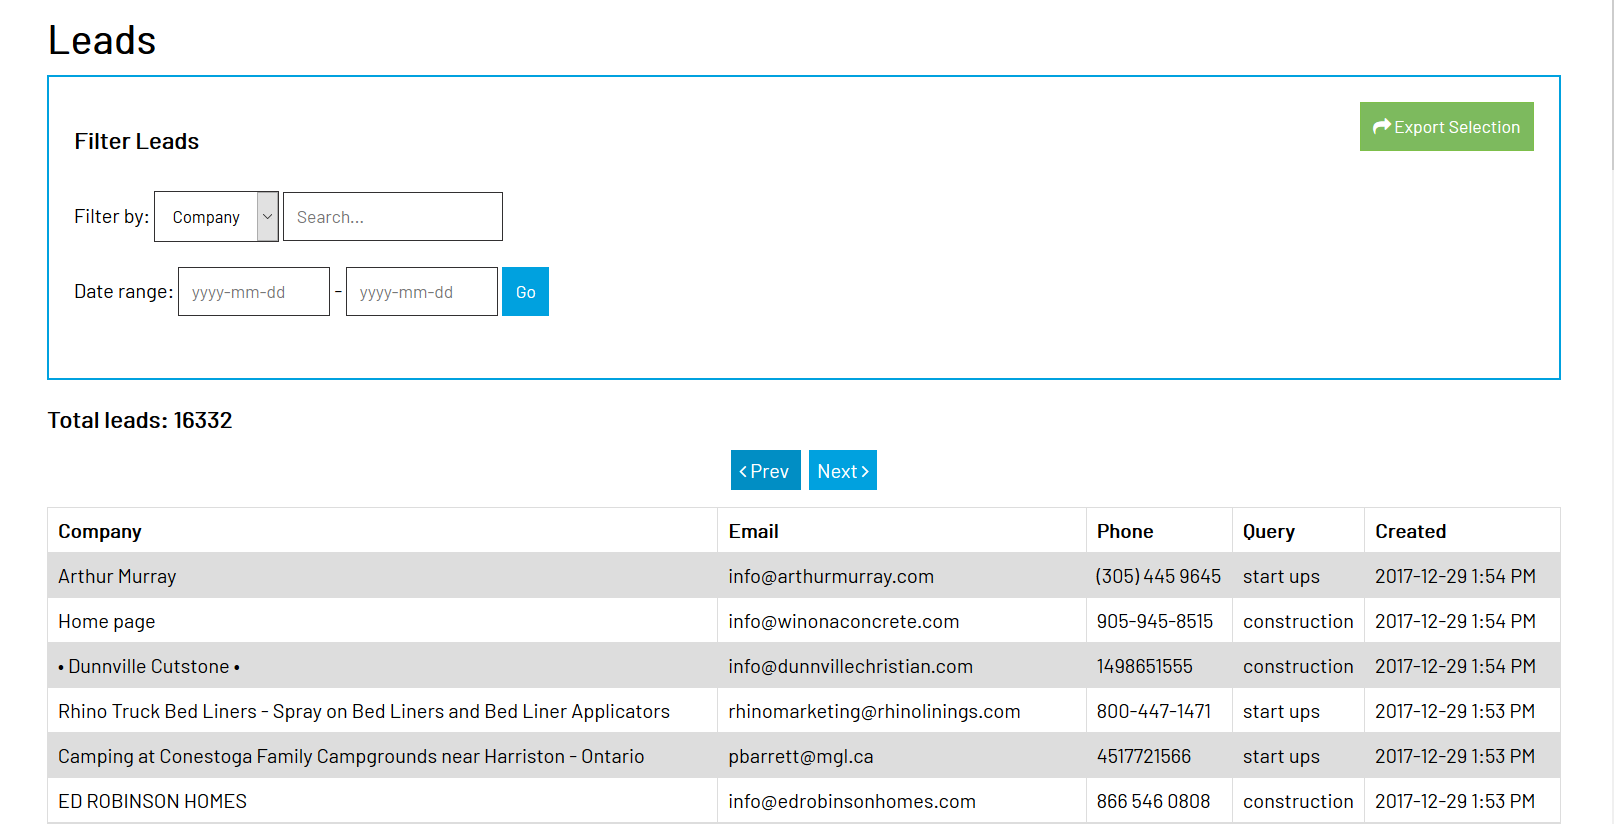 Leads
Filter Leads
Export Selection
Filter by: Company Search...
Date range: yyyy-mm-dd - yyyy-mm-dd Go
Total leads: 16332
Prev Next
Company Email Phone Query Created
Arthur Murray info@arthurmurray.com (305) 445 9645 start ups 2017-12-29 1:54 PM
Home page info@winonaconcrete.com 905-945-8515 construction 2017-12-29 1:54 PM
• Dunnville Cutstone • info@dunnvillechristian.com 1498651555 construction 2017-12-29 1:54 PM
Rhino Truck Bed Liners - Spray on Bed Liners and Bed Liner Applicators rhinomarketing@rhinolinings.com 800-447-1471 start ups 2017-12-29 1:53 PM
Camping at Conestoga Family Campgrounds near Harriston - Ontario pbarrett@mgl.ca 4517721566 start ups 2017-12-29 1:53 PM
ED ROBINSON HOMES info@edrobinsonhomes.com 866 546 0808 construction 2017-12-29 1:53 PM